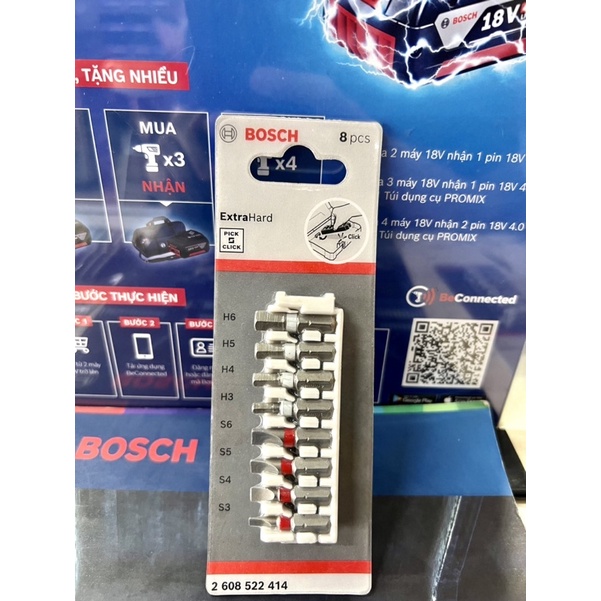 BOSCH
18V
, TẶNG NHIỀU
MUA
x3
NHẬN
BƯỚC THỰC HIỆN
BƯỚC 2
BƯỚC
Tải ứng dụng
BeConnected
BOSCH
BOSCH
8 pcs
x4
ExtraHard
PICK
CLICK
Click
H6
H5
H4
H3
S6
S5
S4
S3
2 608 522 414
2 máy 18V nhận 1 pin 18V
3 máy 18V nhận 1 pin 18V 4
Túi dụng cụ PROMIX
4 máy 18V nhận 2 pin 18V 4.0
Túi dụng cụ PROMIX
BeConnected